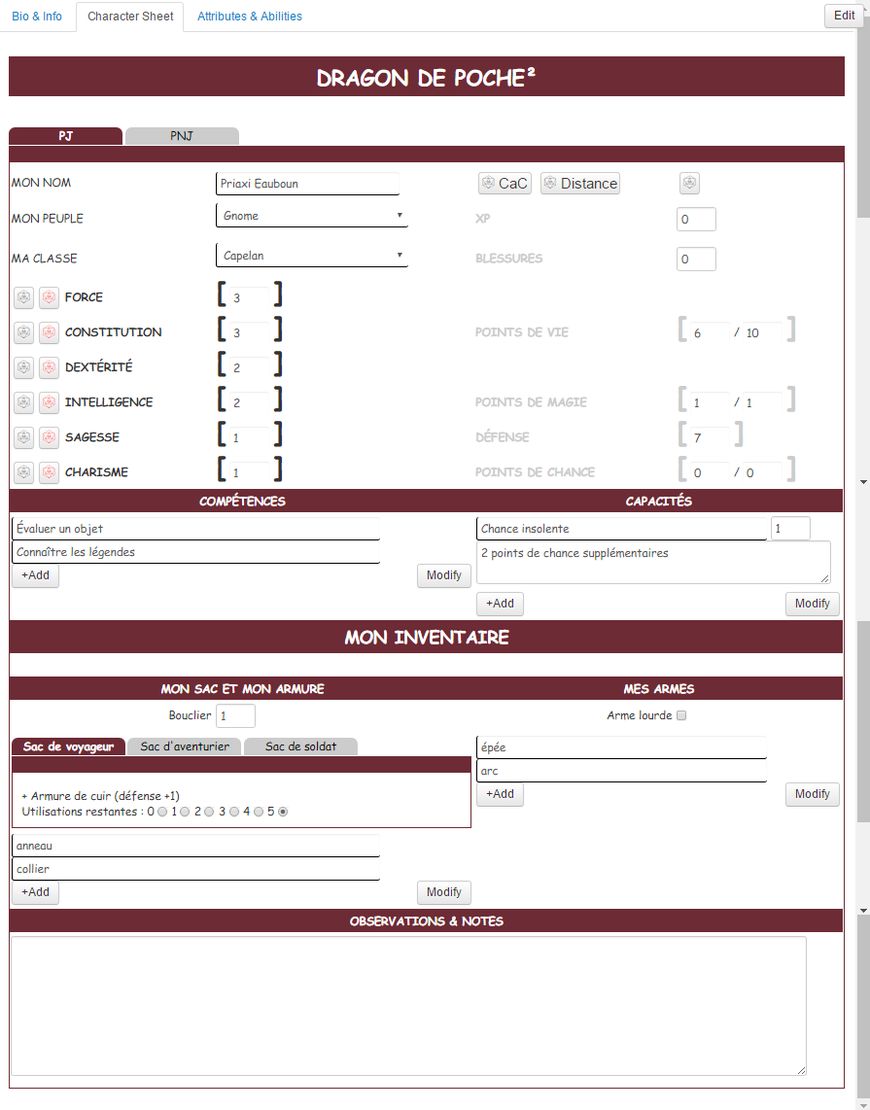 Bio & Info Character Sheet Attributes & Abilities Edit
DRAGON DE POCHE²
PJ PNJ
MON NOM Priaxi Eauboun CaC Distance
MON PEUPLE Gnome XP 0
MA CLASSE Capelan BLESSURES 0
FORCE [ 3 ]
CONSTITUTION [ 3 ] POINTS DE VIE [ 6 / 10 ]
DEXTÉRITÉ [ 2 ]
INTELLIGENCE [ 2 ] POINTS DE MAGIE [ 1 / 1 ]
SAGESSE [ 1 ] DÉFENSE [ 7 ]
CHARISME [ 1 ] POINTS DE CHANCE [ 0 / 0 ]
COMPÉTENCES CAPACITÉS
Évaluer un objet Chance insolente 1
Connaître les légendes 2 points de chance supplémentaires
+Add Modify
+Add Modify
MON INVENTAIRE
MON SAC ET MON ARMURE MES ARMES
Bouclier 1 Arme lourde
Sac de voyageur Sac d'aventurier Sac de soldat épée
arc
+ Armure de cuir (défense +1) +Add Modify
Utilisations restantes : 0 1 2 3 4 5
anneau
collier
+Add Modify
OBSERVATIONS & NOTES